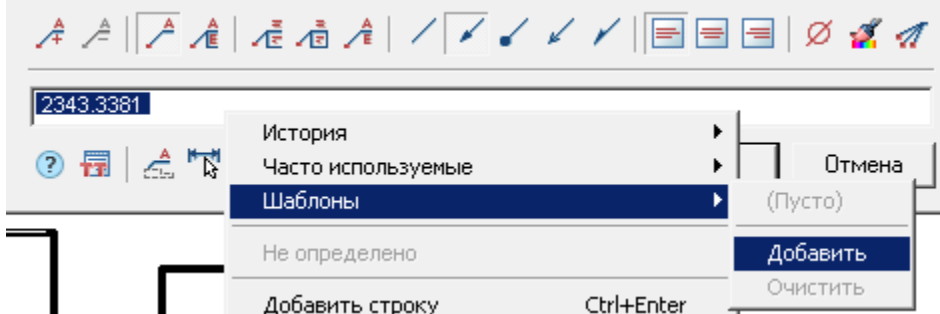 2343.3381
История
Часто используемые
Отмена
Шаблоны
(Пусто)
Не определено
Добавить
Очистить
Добавить строку Ctrl+Enter